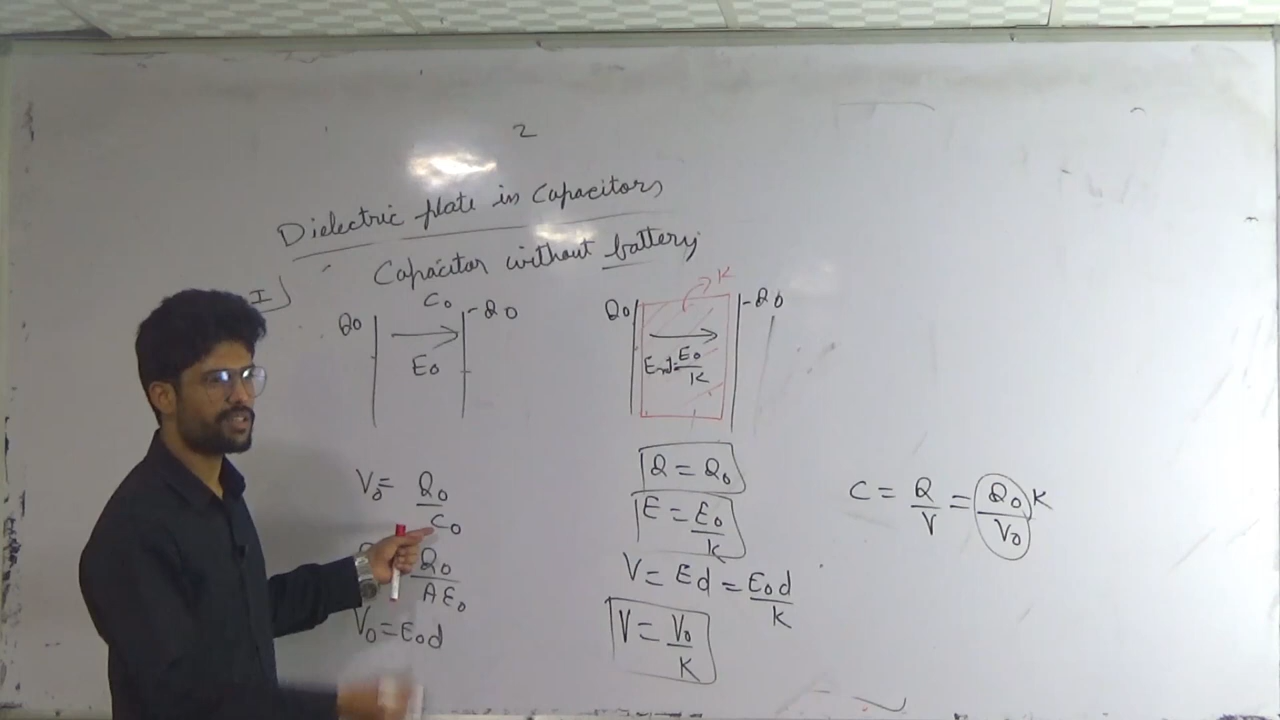 2
Dielectric plate in Capacitors
I) Capacitor without battery
Q0 C0 -Q0
E0
Q0 K -Q0
Enet = E0/K
V0 = Q0/C0
Q0/Aε0
V0 = E0d
Q = Q0
E = E0/K
V = Ed = E0d/K
V = V0/K
C = Q/V = Q0/V0 K